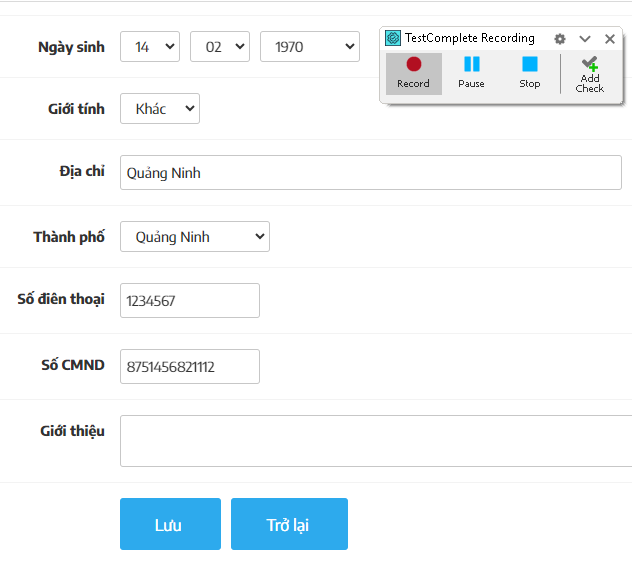 TestComplete Recording
Record Pause Stop Add Check
Ngày sinh 14 02 1970
Giới tính Khác
Địa chỉ Quảng Ninh
Thành phố Quảng Ninh
Số điên thoại 1234567
Số CMND 8751456821112
Giới thiệu
Lưu Trở lại